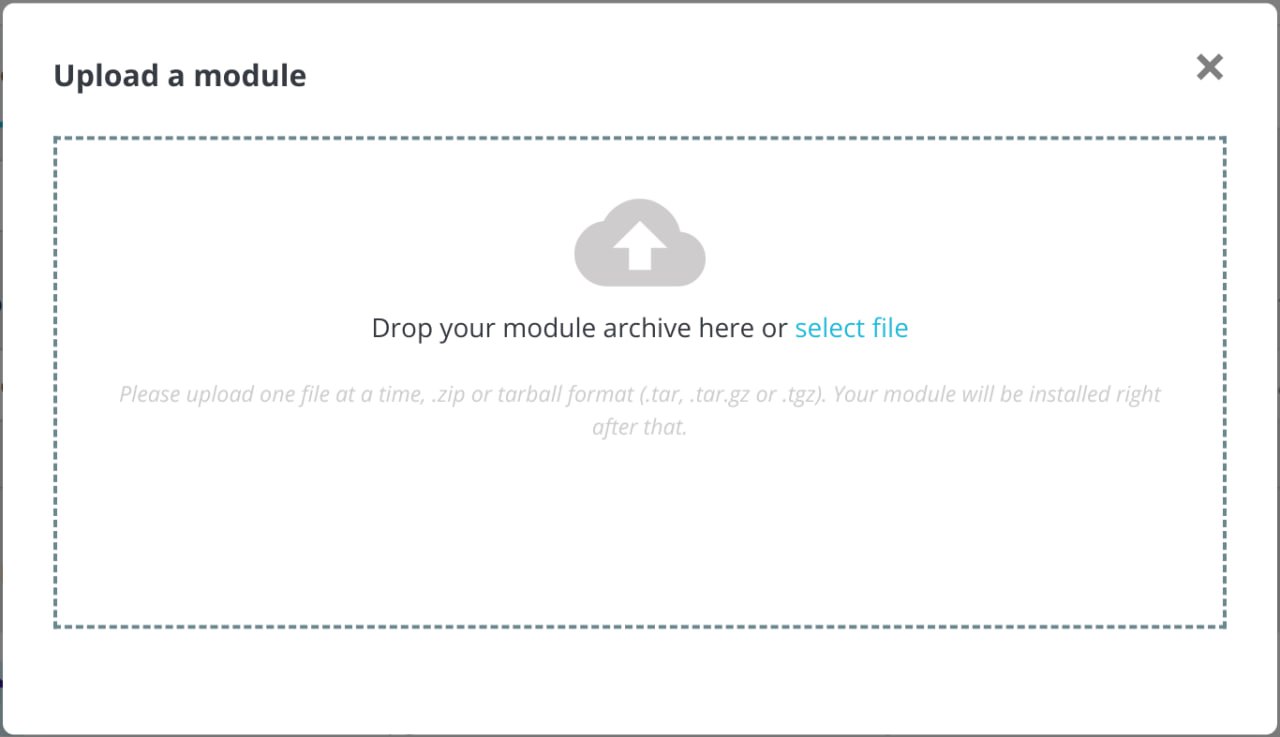 Upload a module
Drop your module archive here or select file
Please upload one file at a time, .zip or tarball format (.tar, .tar.gz or .tgz). Your module will be installed right
after that.